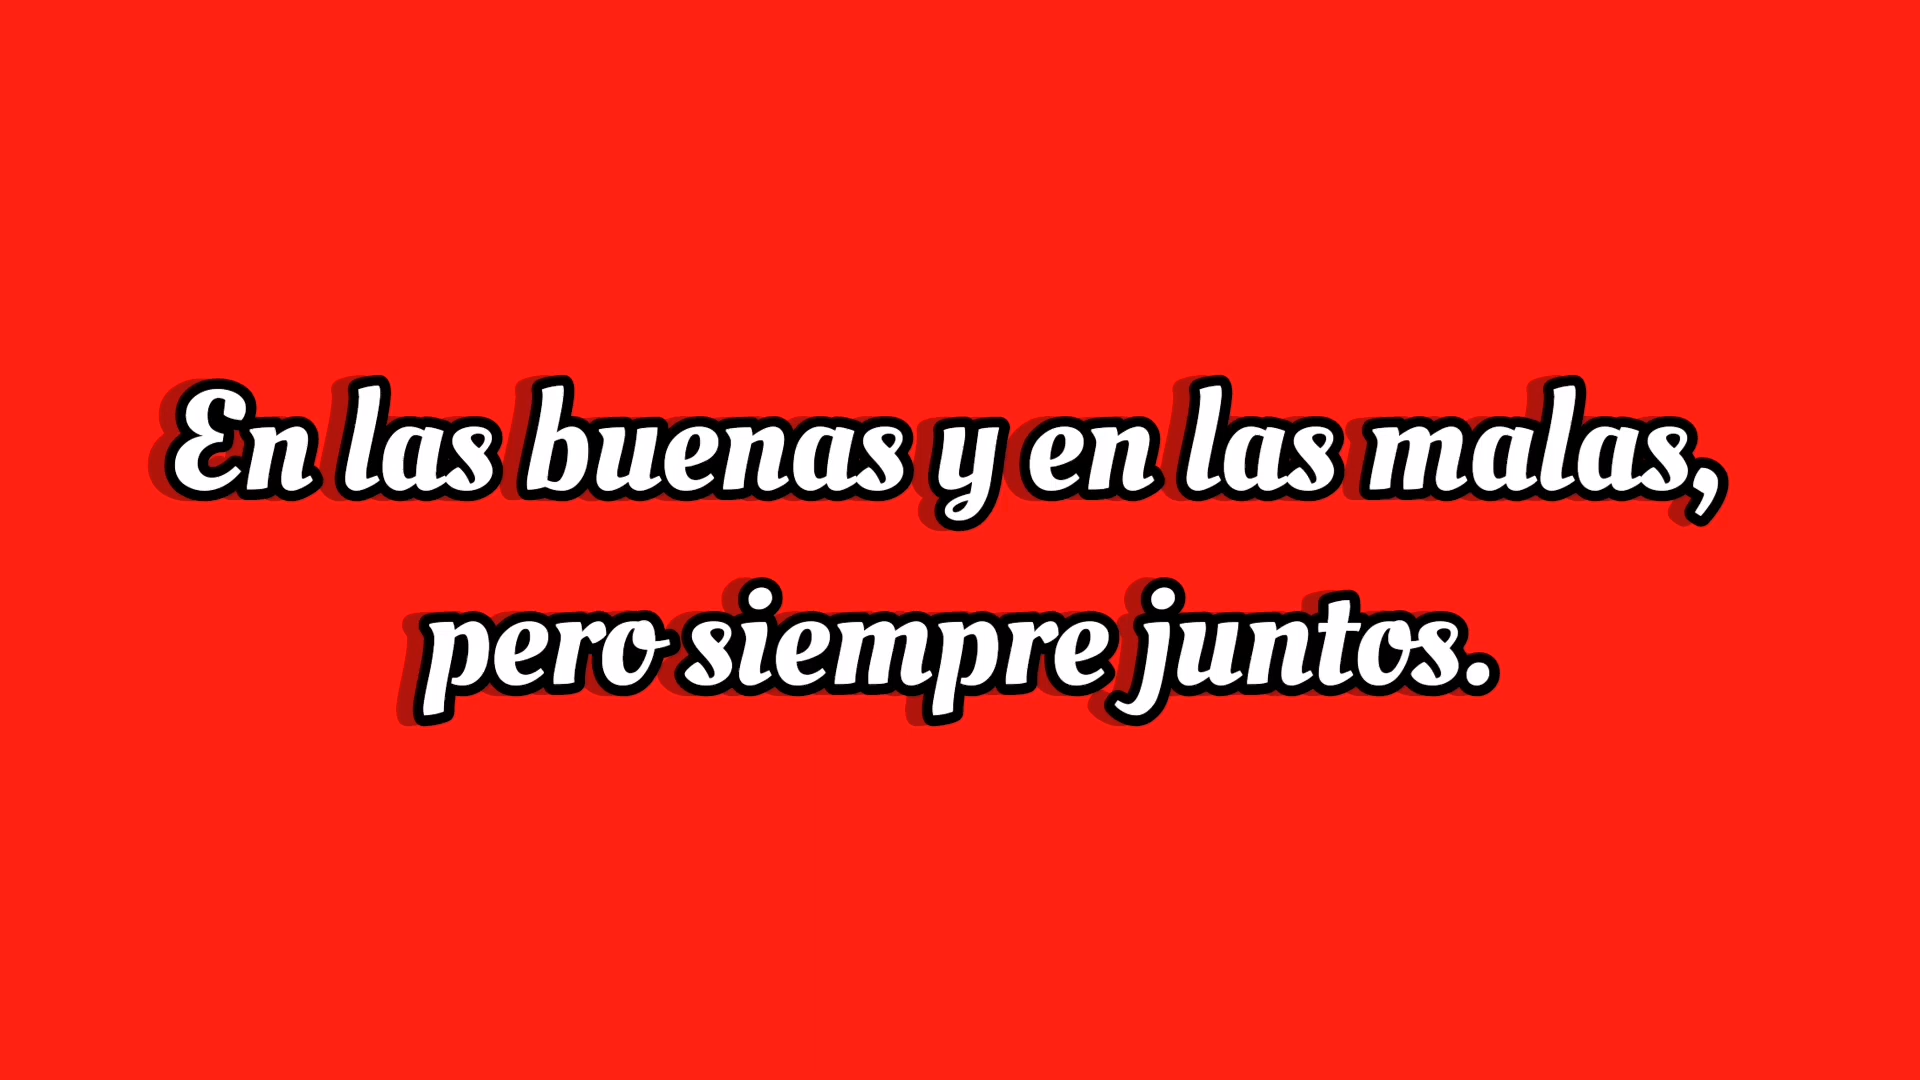 En las buenas y en las malas,
pero siempre juntos.